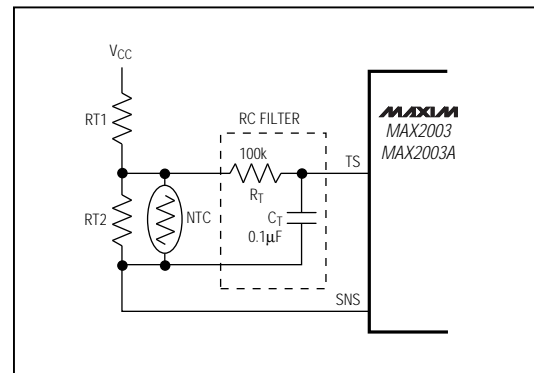 VCC
RT1
RC FILTER
MAXIM
MAX2003
MAX2003A
100k
TS
RT
NTC
RT2
CT
0.1μF
SNS